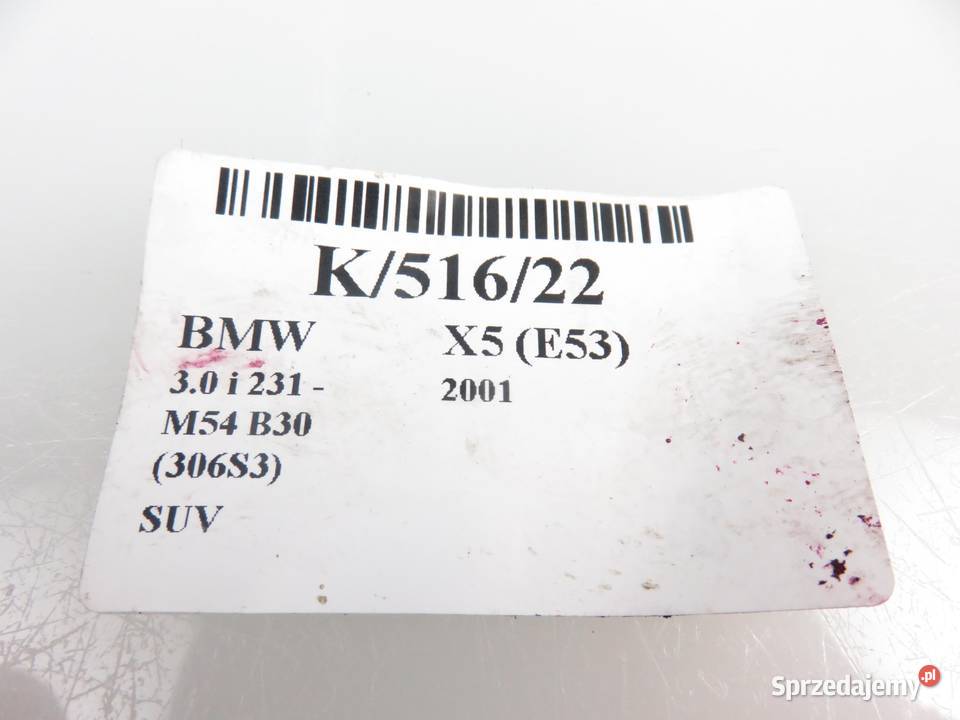 K/516/22
BMW X5 (E53)
3.0 i 231 - 2001
M54 B30
(306S3)
SUV
Sprzedajemy.pl